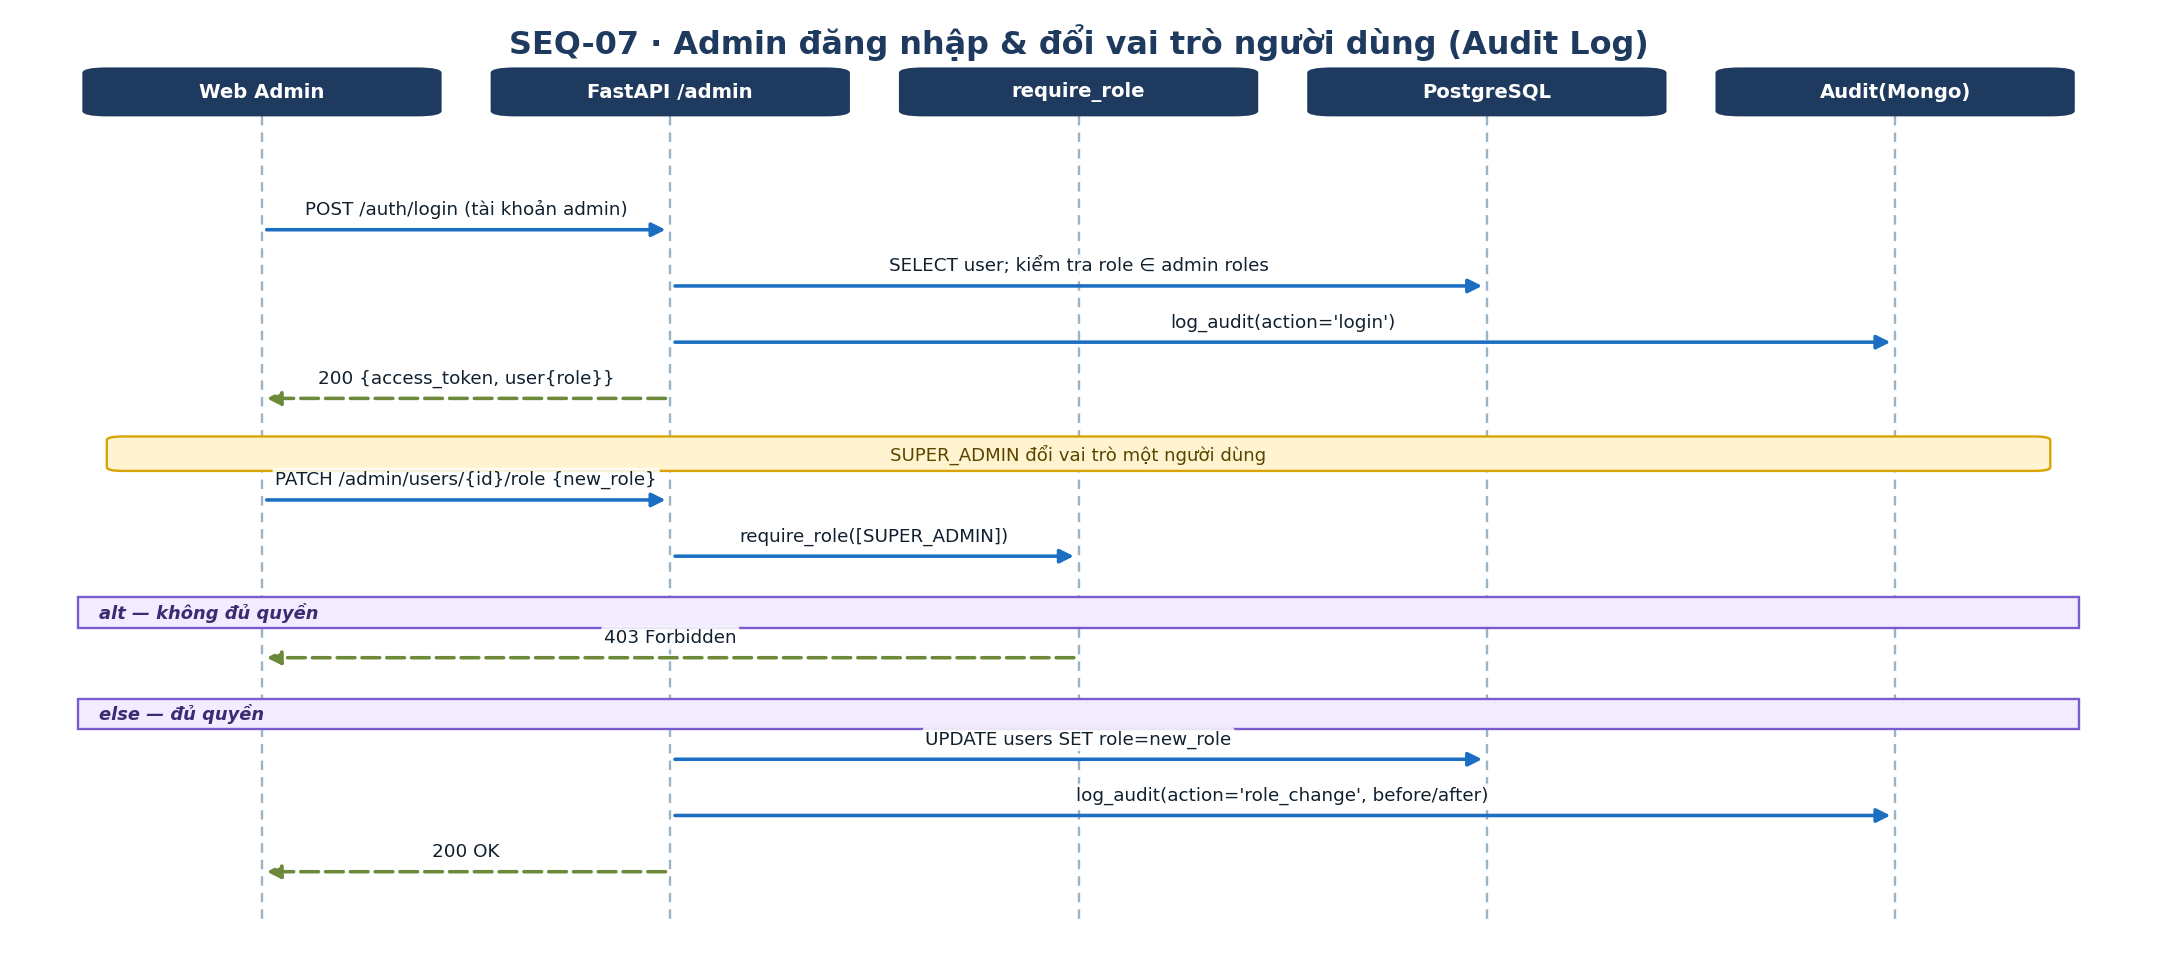 SEQ-07 · Admin đăng nhập & đổi vai trò người dùng (Audit Log)
Web Admin
FastAPI /admin
require_role
PostgreSQL
Audit(Mongo)
POST /auth/login (tài khoản admin)
SELECT user; kiểm tra role ∈ admin roles
log_audit(action='login')
200 {access_token, user{role}}
SUPER_ADMIN đổi vai trò một người dùng
PATCH /admin/users/{id}/role {new_role}
require_role([SUPER_ADMIN])
alt — không đủ quyền
403 Forbidden
else — đủ quyền
UPDATE users SET role=new_role
log_audit(action='role_change', before/after)
200 OK